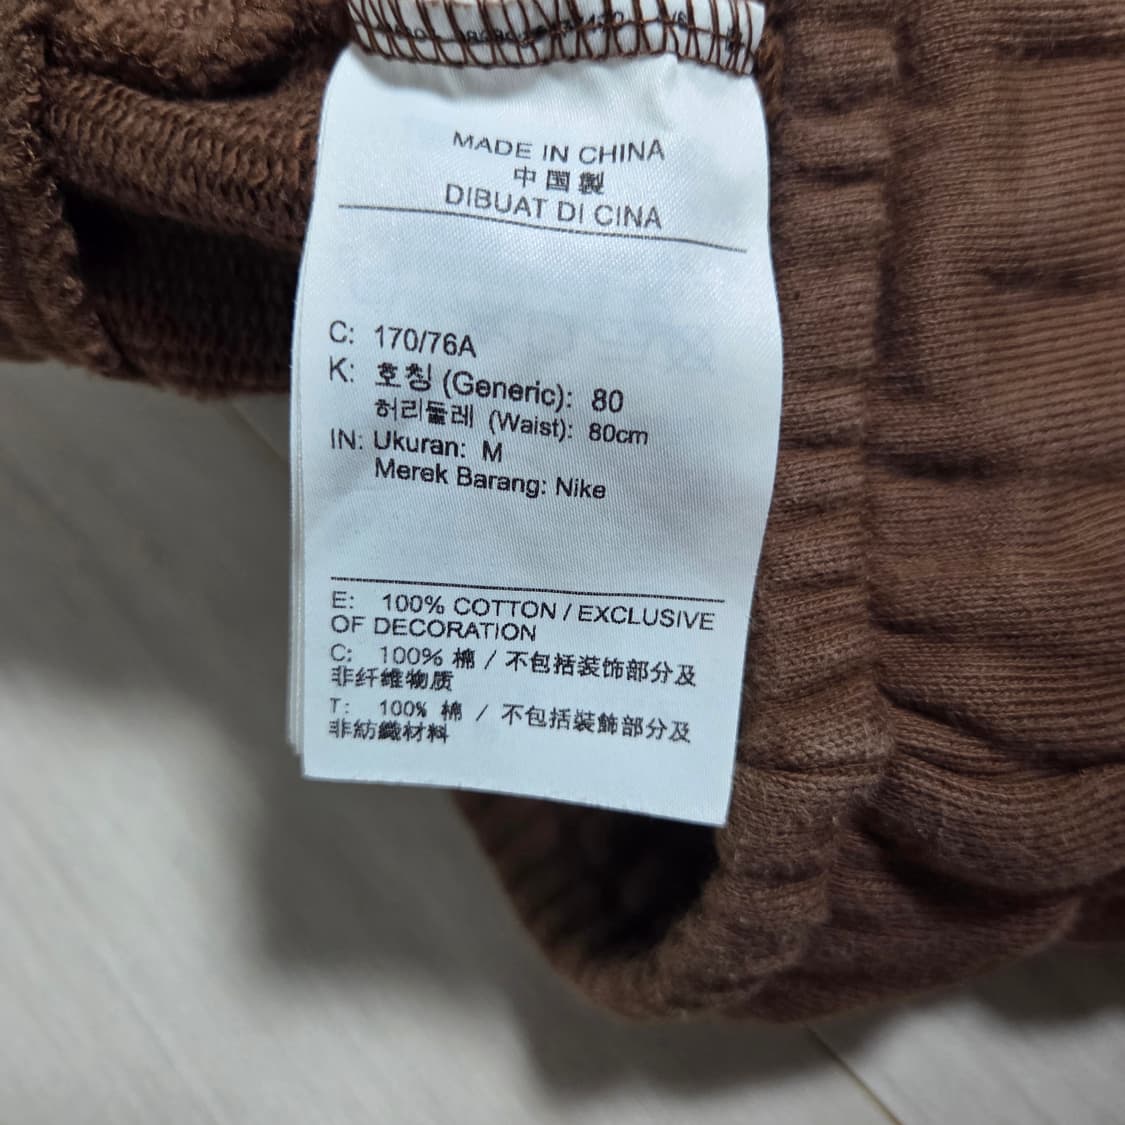 MADE IN CHINA
中国製
DIBUAT DI CINA
C: 170/76A
K: 호칭 (Generic): 80
허리둘레 (Waist): 80cm
IN: Ukuran: M
Merek Barang: Nike
E: 100% COTTON / EXCLUSIVE
OF DECORATION
C: 100% 棉 / 不包括装饰部分及
非纤维物质
T: 100% 棉 / 不包括裝飾部分及
非紡織材料